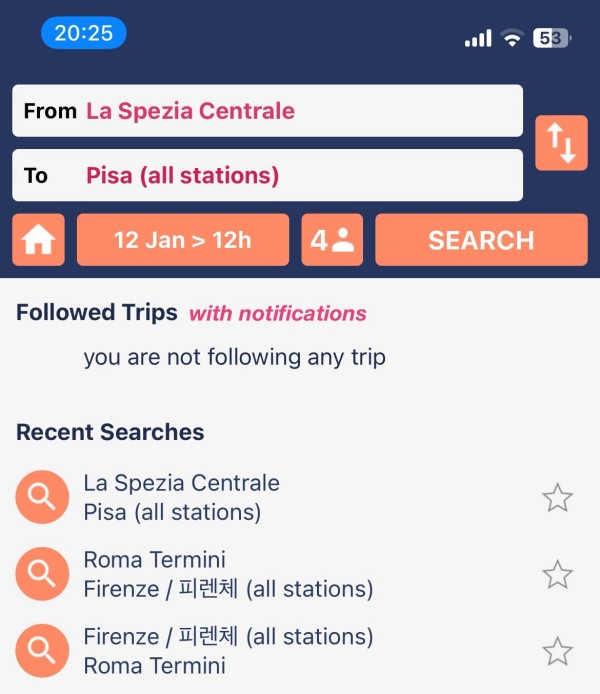 20:25
53
From La Spezia Centrale
To Pisa (all stations)
12 Jan > 12h
4
SEARCH
Followed Trips with notifications
you are not following any trip
Recent Searches
La Spezia Centrale
Pisa (all stations)
Roma Termini
Firenze / 피렌체 (all stations)
Firenze / 피렌체 (all stations)
Roma Termini